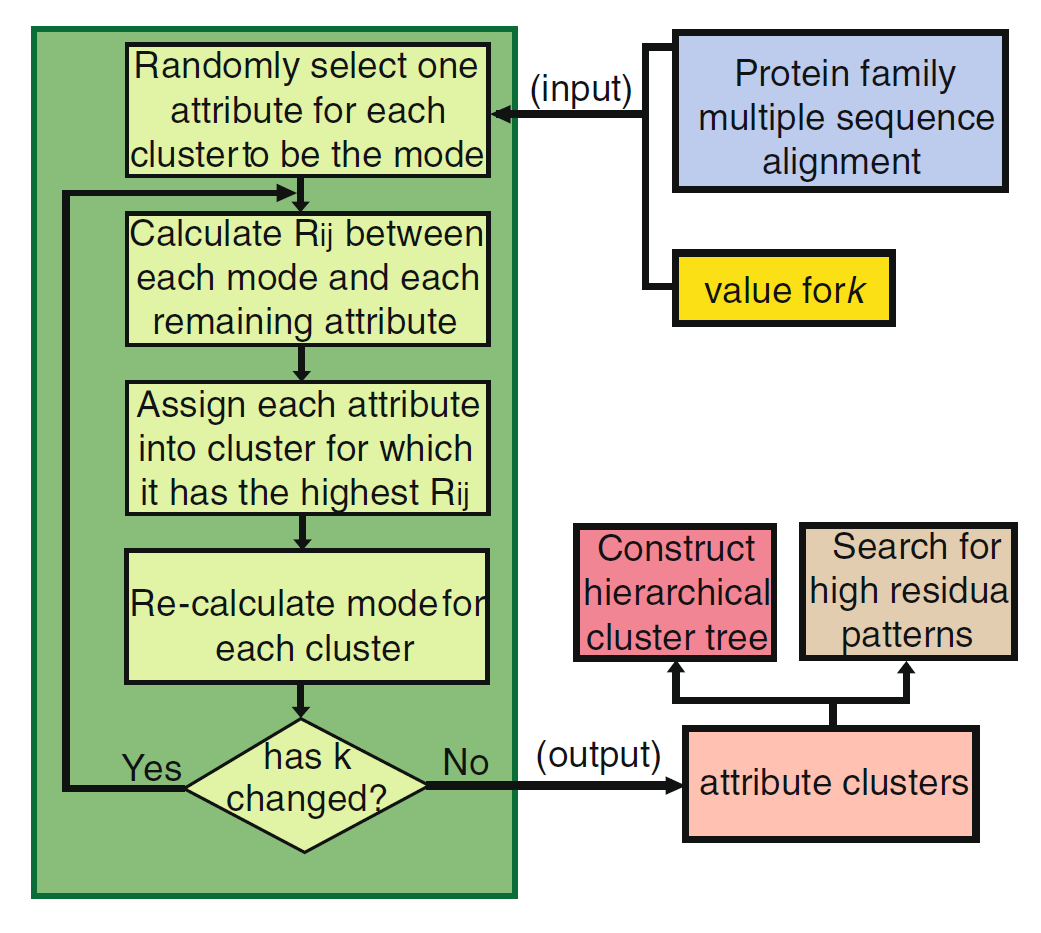 Randomly select one
attribute for each
cluster to be the mode
(input)
Protein family
multiple sequence
alignment
value for k
Calculate Rij between
each mode and each
remaining attribute
Assign each attribute
into cluster for which
it has the highest Rij
Re-calculate mode for
each cluster
has k
changed?
Yes
No
(output)
attribute clusters
Construct
hierarchical
cluster tree
Search for
high residua
patterns